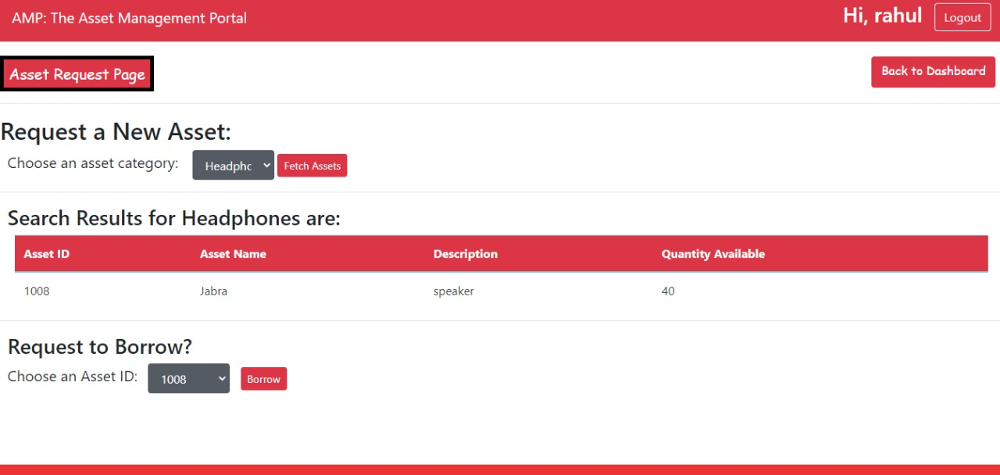 AMP: The Asset Management Portal Hi, rahul Logout
Asset Request Page Back to Dashboard
Request a New Asset:
Choose an asset category: Headphc Fetch Assets
Search Results for Headphones are:
Asset ID Asset Name Description Quantity Available
1008 Jabra speaker 40
Request to Borrow?
Choose an Asset ID: 1008 Borrow